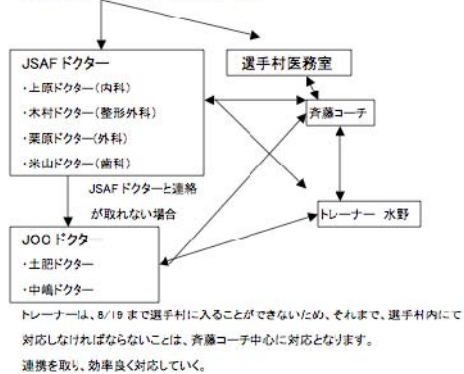 JSAFドクター
・上原ドクター(内科)
・木村ドクター(整形外科)
・栗原ドクター(外科)
・米山ドクター(歯科)
選手村医務室
斉藤コーチ
JSAFドクターと連絡
が取れない場合
トレーナー 水野
JOCドクター
・土肥ドクター
・中嶋ドクター
トレーナーは、8/19まで選手村に入ることができないため、それまで、選手村内にて
対応しなければならないことは、斉藤コーチ中心に対応となります。
連携を取り、効率良く対応していく。